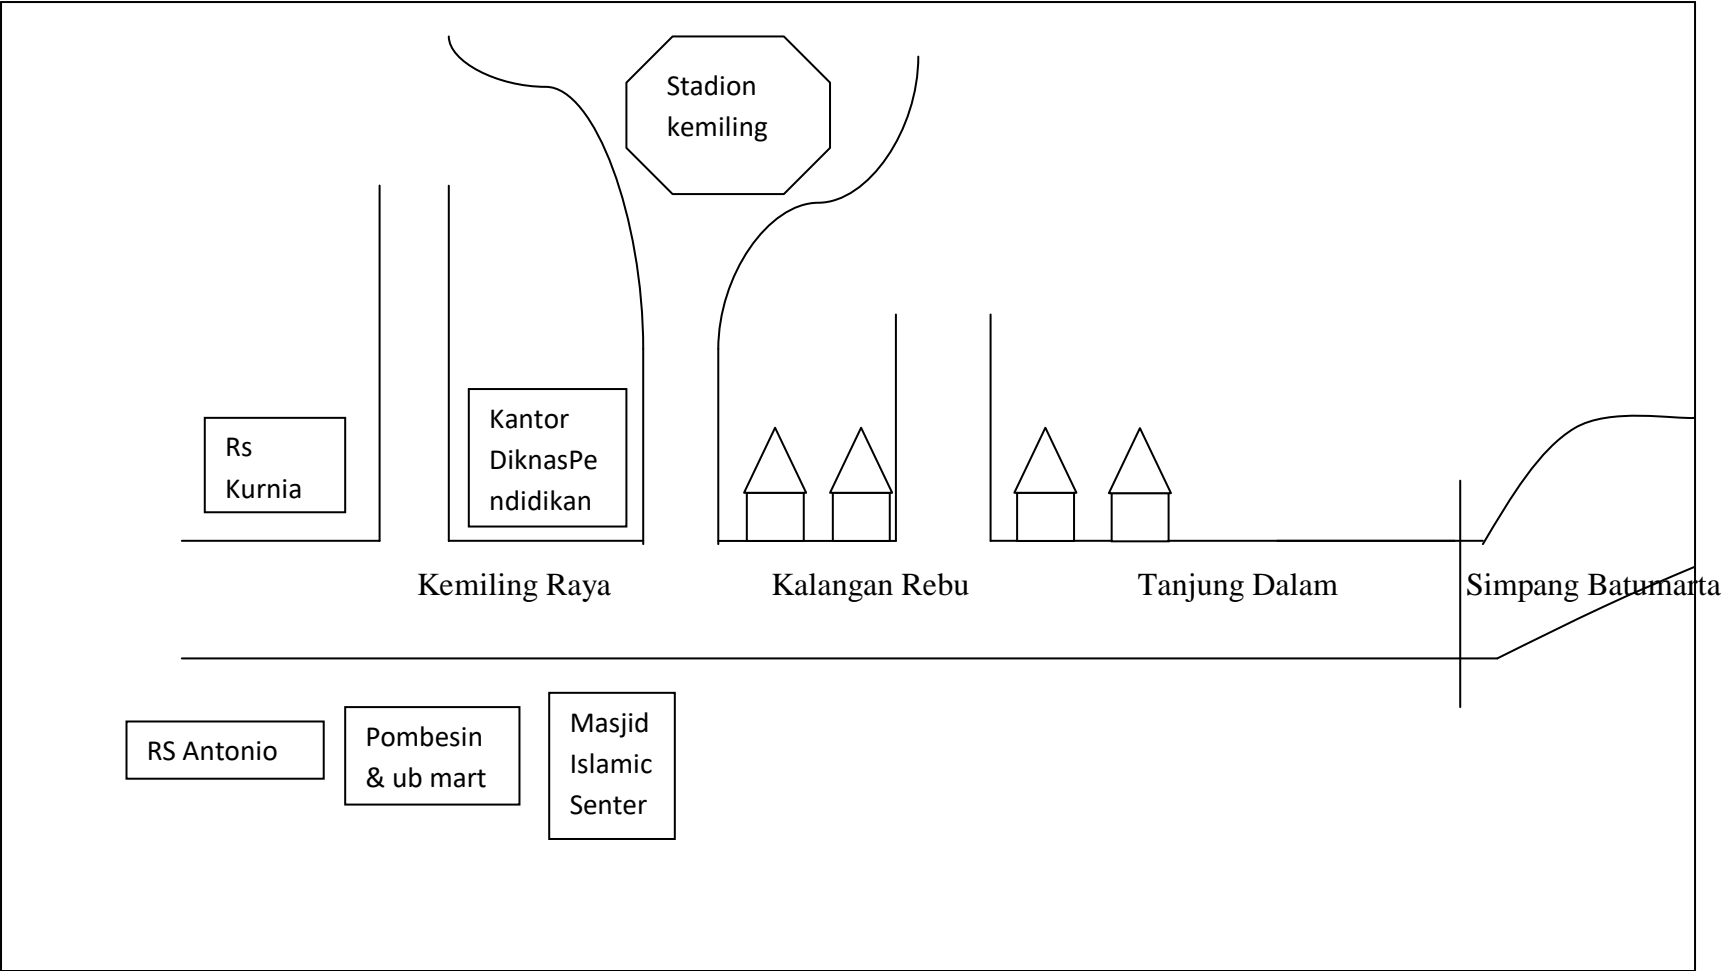 Stadion
kemiling
Rs
Kurnia
Kantor
DiknasPe
ndidikan
Kemiling Raya
Kalangan Rebu
Tanjung Dalam
Simpang Batumarta
RS Antonio
Pombesin
& ub mart
Masjid
Islamic
Senter